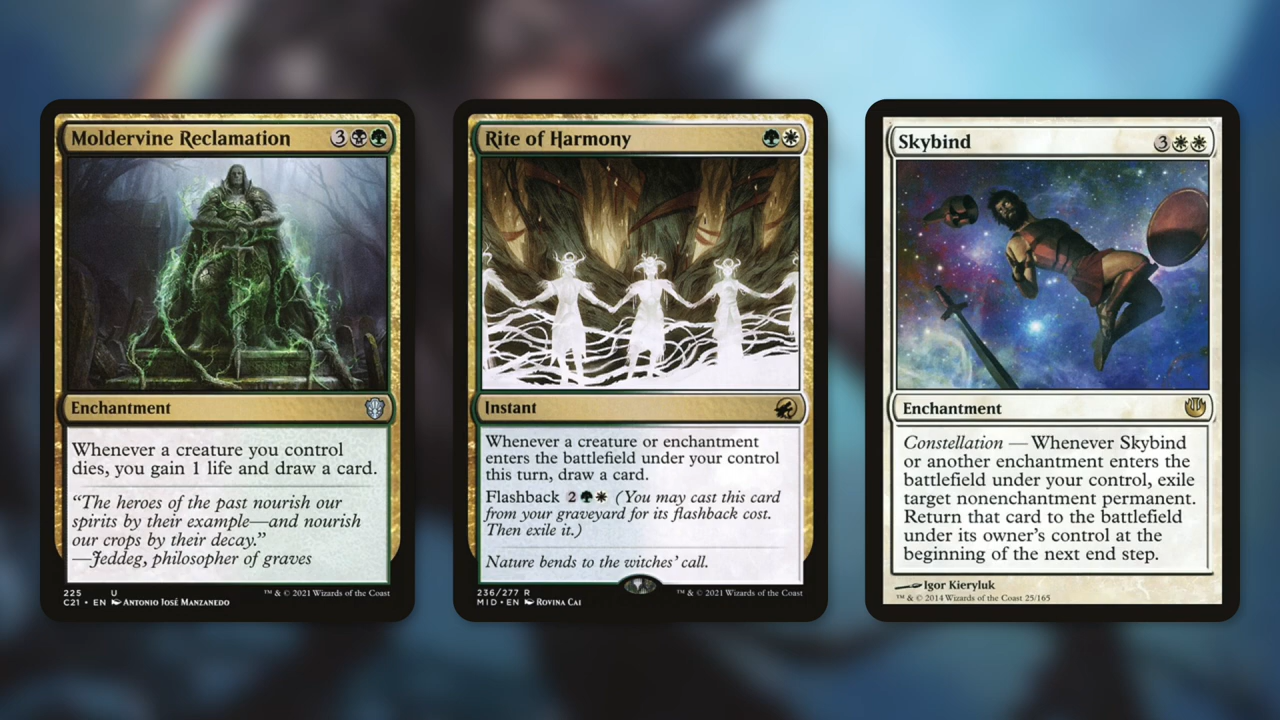 Moldervine Reclamation 3
Enchantment
Whenever a creature you control
dies, you gain 1 life and draw a card.
“The heroes of the past nourish our
spirits by their example—and nourish
our crops by their decay.”
—Jeddeg, philosopher of graves
225 U
C21 • EN Antonio José Manzanedo
™ & © 2021 Wizards of the Coast
Rite of Harmony
Instant
Whenever a creature or enchantment
enters the battlefield under your control
this turn, draw a card.
Flashback 2 (You may cast this card
from your graveyard for its flashback cost.
Then exile it.)
Nature bends to the witches’ call.
236/277 R
MID • EN Rovina Cai
™ & © 2021 Wizards of the Coast
Skybind 3
Enchantment
Constellation — Whenever Skybind
or another enchantment enters the
battlefield under your control, exile
target nonenchantment permanent.
Return that card to the battlefield
under its owner’s control at the
beginning of the next end step.
Igor Kieryluk
™ & © 2014 Wizards of the Coast 25/165